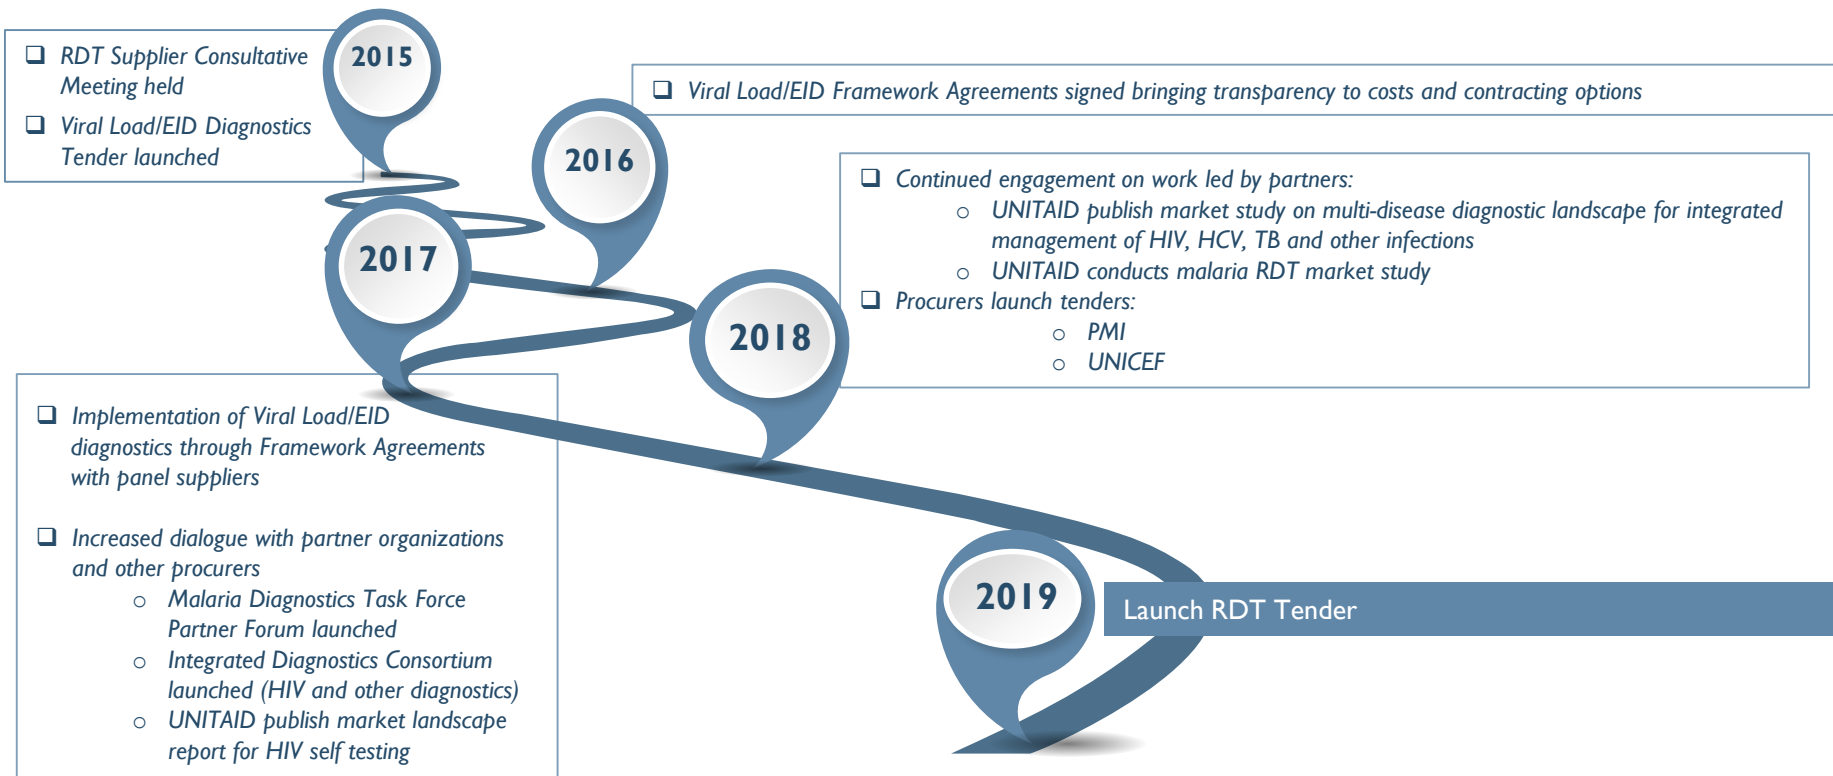 2015
❑ RDT Supplier Consultative
Meeting held
❑ Viral Load/EID Diagnostics
Tender launched
2016
❑ Viral Load/EID Framework Agreements signed bringing transparency to costs and contracting options
2017
❑ Implementation of Viral Load/EID
diagnostics through Framework Agreements
with panel suppliers
❑ Increased dialogue with partner organizations
and other procurers
o Malaria Diagnostics Task Force
Partner Forum launched
o Integrated Diagnostics Consortium
launched (HIV and other diagnostics)
o UNITAID publish market landscape
report for HIV self testing
2018
❑ Continued engagement on work led by partners:
o UNITAID publish market study on multi-disease diagnostic landscape for integrated
management of HIV, HCV, TB and other infections
o UNITAID conducts malaria RDT market study
❑ Procurers launch tenders:
o PMI
o UNICEF
2019
Launch RDT Tender